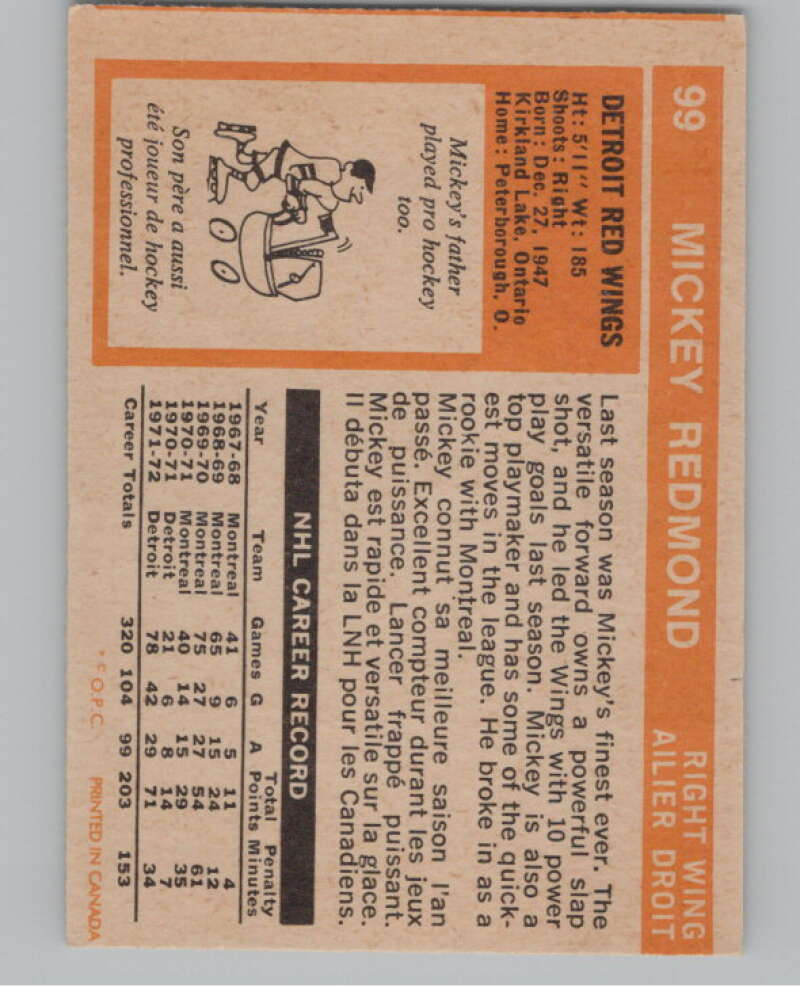 99 MICKEY REDMOND RIGHT WING
AILIER DROIT
DETROIT RED WINGS
Ht: 5'11" Wt: 185
Shoots: Right
Born: Dec. 27, 1947
Kirkland Lake, Ontario
Home: Peterborough, O.
Mickey's father
played pro hockey
too.
Son père a aussi
été joueur de hockey
professionnel.
Last season was Mickey's finest ever. The
versatile forward owns a powerful slap
shot, and he led the Wings with 10 power
play goals last season. Mickey is also a
top playmaker and has some of the quick-
est moves in the league. He broke in as a
rookie with Montreal.
Mickey connut sa meilleure saison l'an
passé. Excellent compteur durant les jeux
de puissance. Lancer frappé puissant.
Mickey est rapide et versatile sur la glace.
Il débuta dans la LNH pour les Canadiens.
NHL CAREER RECORD
Total Penalty
Year Team Games G A Points Minutes
1967-68 Montreal 41 6 5 11 4
1968-69 Montreal 65 9 15 24 12
1969-70 Montreal 75 27 27 54 61
1970-71 Montreal 40 14 15 29 35
1970-71 Detroit 21 6 8 14 7
1971-72 Detroit 78 42 29 71 34
Career Totals 320 104 99 203 153
* © O.P.C. PRINTED IN CANADA